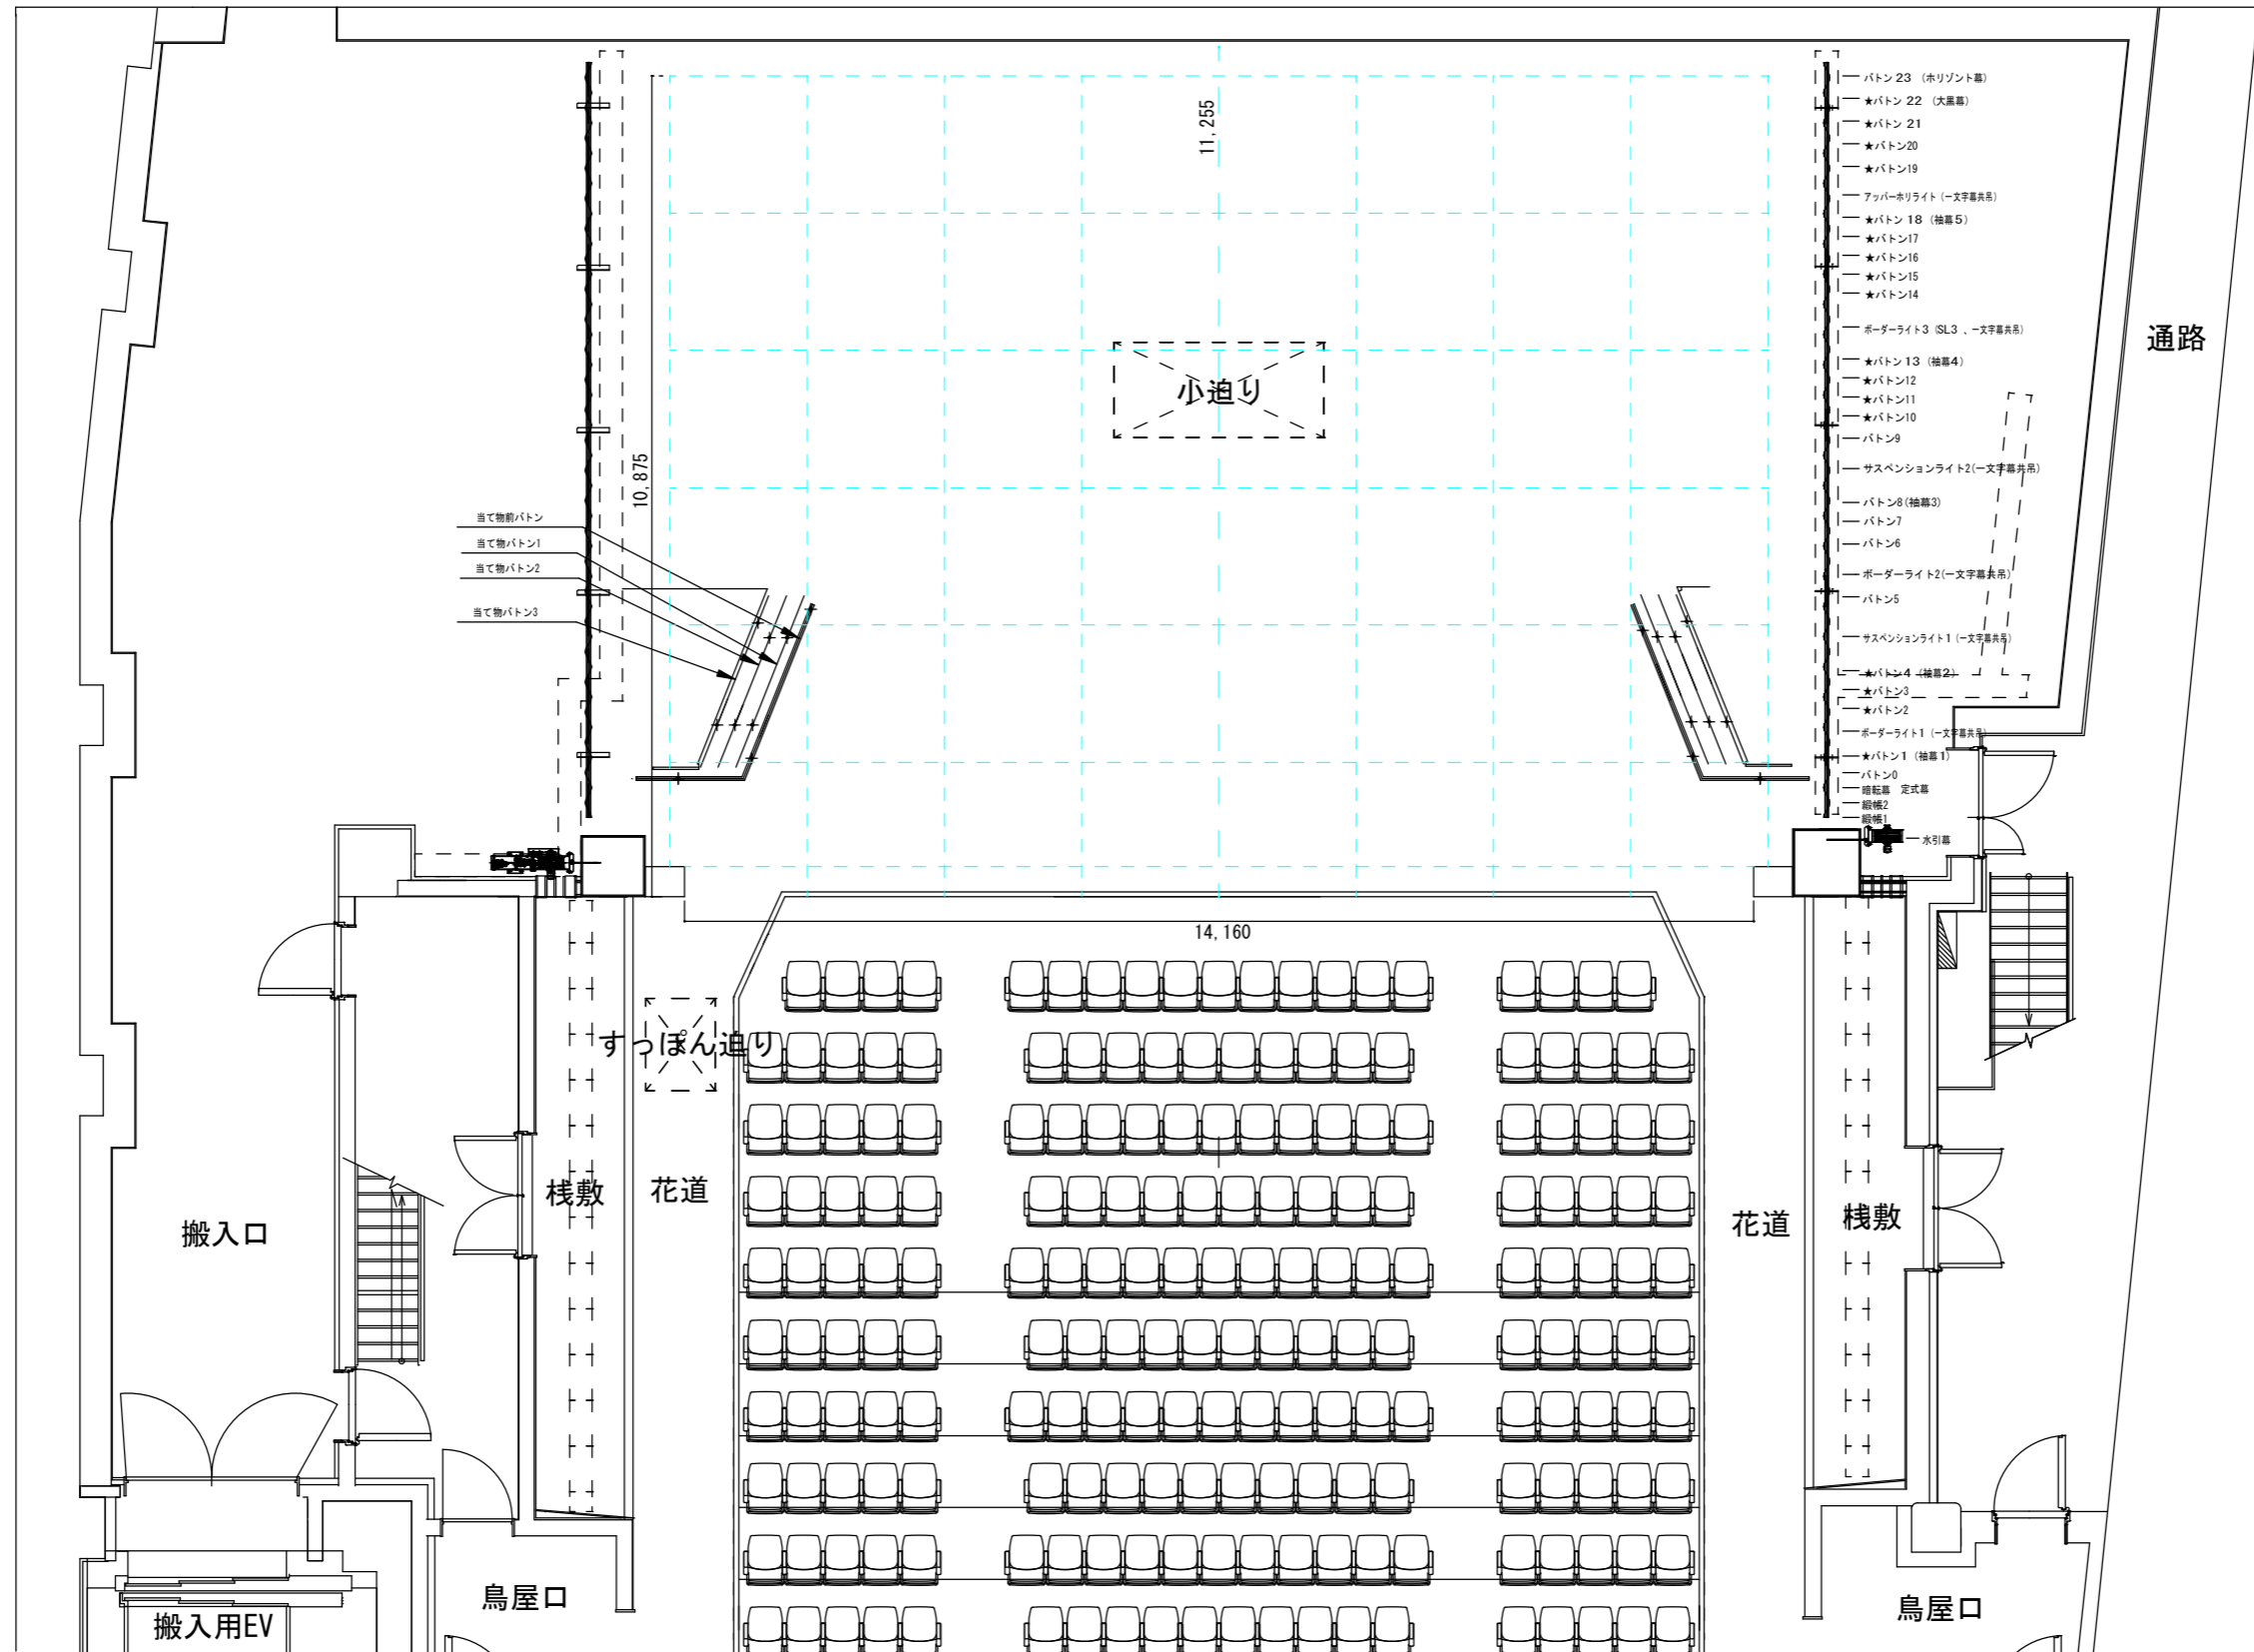 バトン 23 (ホリゾント幕)
★バトン 22 (大黒幕)
★バトン 21
★バトン20
★バトン19
アッパーホリライト (一文字幕共吊)
★バトン 18 (袖幕5)
★バトン17
★バトン16
★バトン15
★バトン14
ボーダーライト3 (SL3 、一文字幕共吊)
★バトン 13 (袖幕4)
★バトン12
★バトン11
★バトン10
バトン9
サスペンションライト2(一文字幕共吊)
バトン8(袖幕3)
バトン7
バトン6
ボーダーライト2(一文字幕共吊)
バトン5
サスペンションライト1 (一文字幕共吊)
★バトン4 (袖幕2)
★バトン3
★バトン2
ボーダーライト1 (一文字幕共吊)
★バトン1 (袖幕1)
バトン0
暗転幕 定式幕
緞帳2
緞帳1
水引幕
通路
11,255
小迫り
10,875
当て物前バトン
当て物バトン1
当て物バトン2
当て物バトン3
14,160
すっぽん迫り
桟敷
花道
花道
桟敷
搬入口
鳥屋口
鳥屋口
搬入用EV